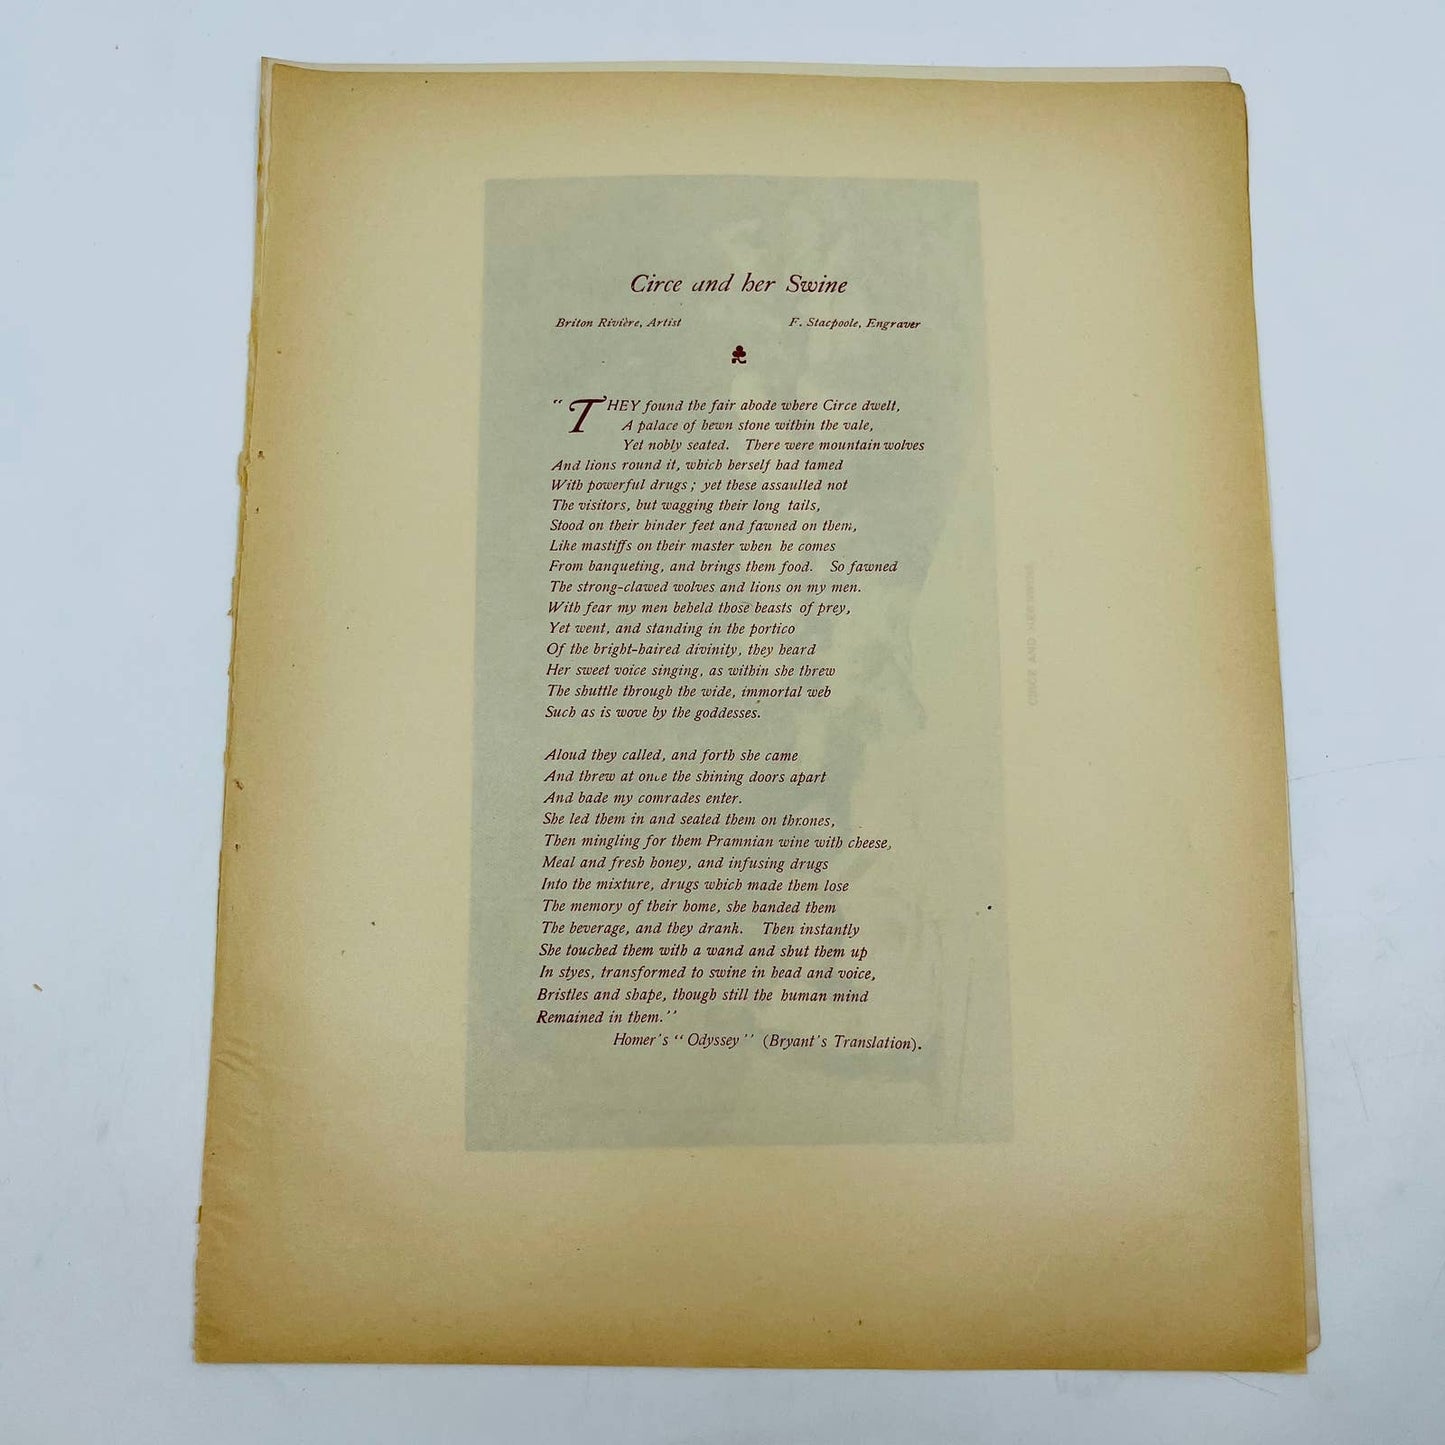 Circe and her Swine
Briton Rivière, Artist F. Stacpoole, Engraver
“THEY found the fair abode where Circe dwelt,
A palace of hewn stone within the vale,
Yet nobly seated. There were mountain wolves
And lions round it, which herself had tamed
With powerful drugs; yet these assaulted not
The visitors, but wagging their long tails,
Stood on their hinder feet and fawned on them,
Like mastiffs on their master when he comes
From banqueting, and brings them food. So fawned
The strong-clawed wolves and lions on my men.
With fear my men beheld those beasts of prey,
Yet went, and standing in the portico
Of the bright-haired divinity, they heard
Her sweet voice singing, as within she threw
The shuttle through the wide, immortal web
Such as is wove by the goddesses.
Aloud they called, and forth she came
And threw at once the shining doors apart
And bade my comrades enter.
She led them in and seated them on thrones,
Then mingling for them Pramnian wine with cheese,
Meal and fresh honey, and infusing drugs
Into the mixture, drugs which made them lose
The memory of their home, she handed them
The beverage, and they drank. Then instantly
She touched them with a wand and shut them up
In styes, transformed to swine in head and voice,
Bristles and shape, though still the human mind
Remained in them.”
Homer's “Odyssey” (Bryant's Translation).